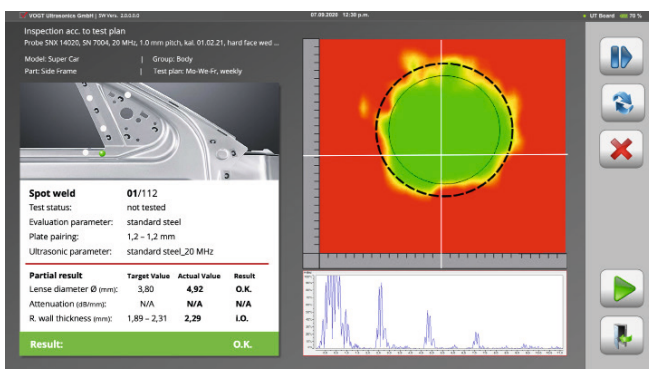 VOGT Ultrasonics GmbH | SW Vers. 2.0.0.0.0
07.05.2020 12:30 p.m.
UT Board
70 %
Inspection acc. to test plan
Probe SNX 14020, SN 7004, 20 MHz, 1.0 mm pitch, kal. 01.02.21, hard face wed ...
Model: Super Car | Group: Body
Part: Side Frame | Test plan: Mo-We-Fr, weekly
Spot weld 01/112
Test status: not tested
Evaluation parameter: standard steel
Plate pairing: 1,2 – 1,2 mm
Ultrasonic parameter: standard steel_20 MHz
Partial result Target Value Actual Value Result
Lense diameter Ø (mm): 3,80 4,92 O.K.
Attenuation (dB/mm): N/A N/A N/A
R. wall thickness (mm): 1,89 – 2,31 2,29 i.O.
Result: O.K.